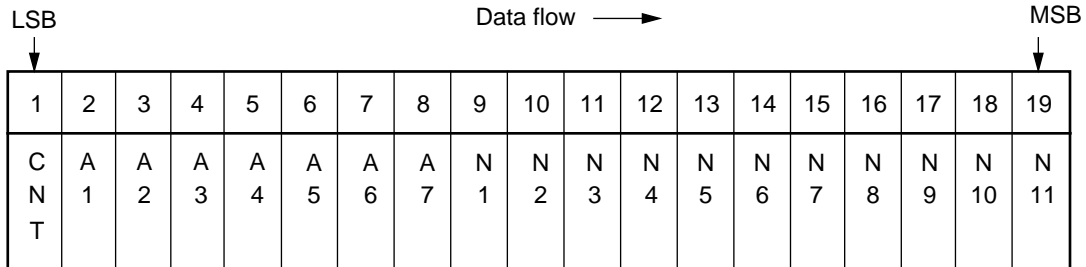 LSB Data flow MSB
1 2 3 4 5 6 7 8 9 10 11 12 13 14 15 16 17 18 19
C A A A A A A A N N N N N N N N N N N
N 1 2 3 4 5 6 7 1 2 3 4 5 6 7 8 9 10 11
T